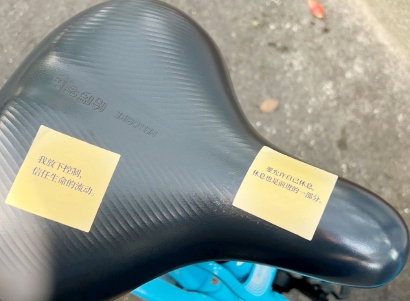 我放下控制,
信任生命的流动.
要允许自己休息,
休息也是前进的一部分.